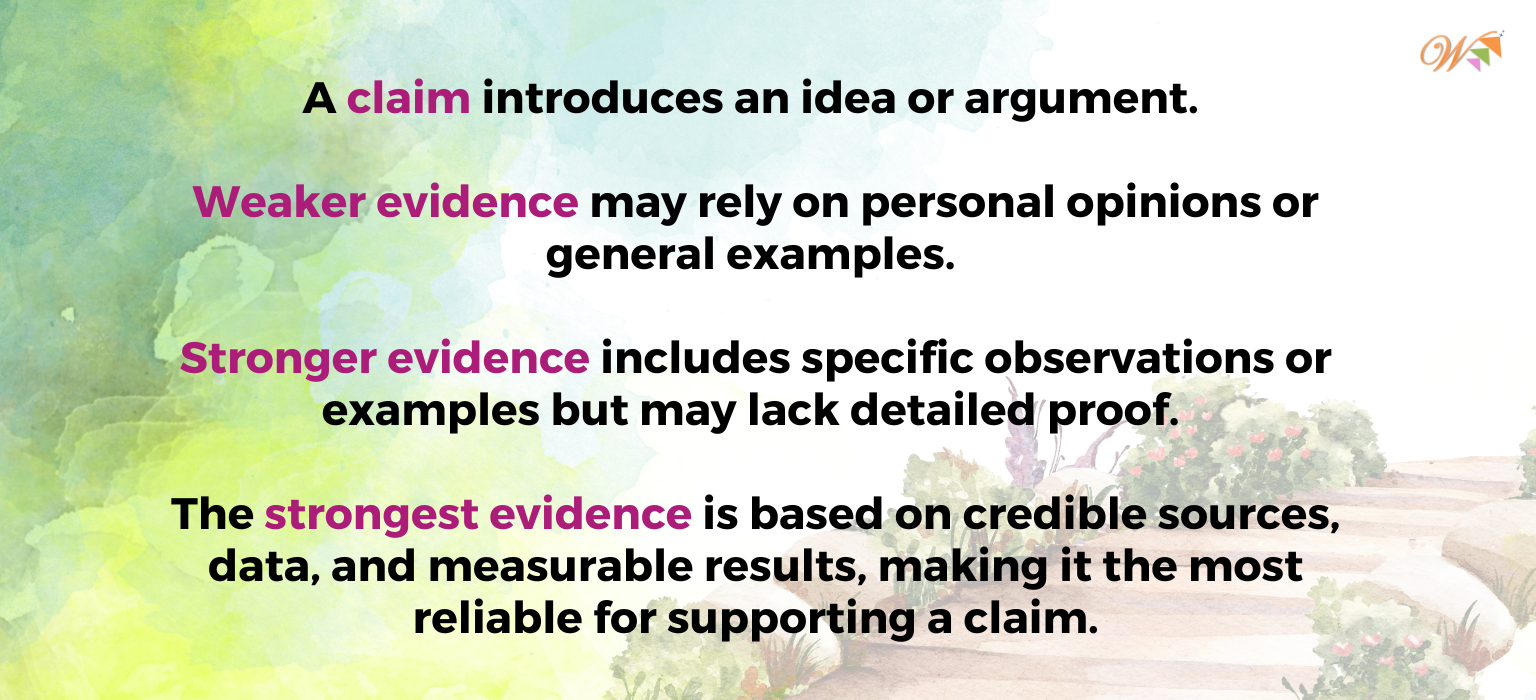 W
A claim introduces an idea or argument.
Weaker evidence may rely on personal opinions or
general examples.
Stronger evidence includes specific observations or
examples but may lack detailed proof.
The strongest evidence is based on credible sources,
data, and measurable results, making it the most
reliable for supporting a claim.